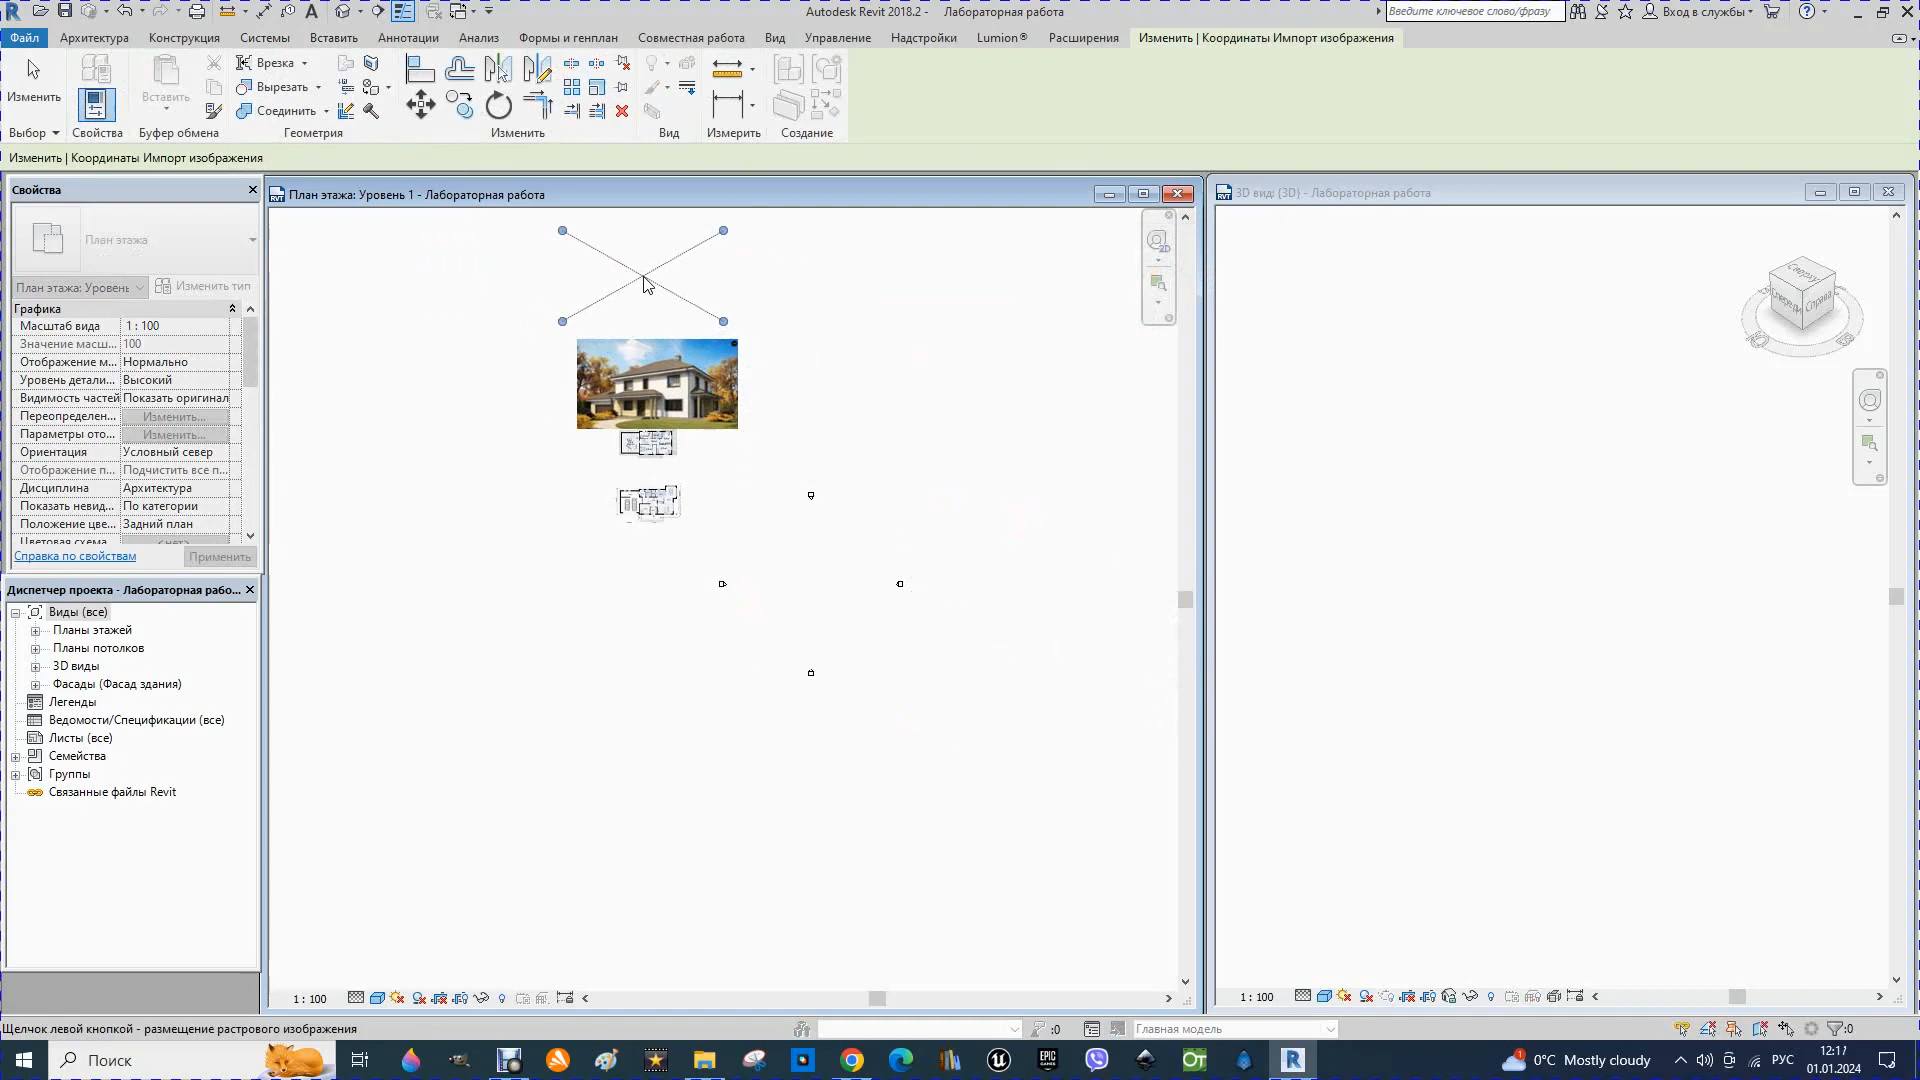 Autodesk Revit 2018.2 - Лабораторная работа
Введите ключевое слово/фразу
Вход в службы
Файл
Архитектура
Конструкция
Системы
Вставить
Аннотации
Анализ
Формы и генплан
Совместная работа
Вид
Управление
Надстройки
Lumion®
Расширения
Изменить | Координаты Импорт изображения
Изменить
Вставить
Врезка
Вырезать
Соединить
Выбор
Свойства
Буфер обмена
Геометрия
Изменить
Вид
Измерить
Создание
Изменить | Координаты Импорт изображения
Свойства
План этажа
План этажа: Уровень
Изменить тип
Графика
Масштаб вида 1 : 100
Значение масш... 100
Отображение м... Нормально
Уровень детали... Высокий
Видимость частей Показать оригинал
Переопределен... Изменить...
Параметры ото... Изменить...
Ориентация Условный север
Отображение п... Подчистить все п...
Дисциплина Архитектура
Показать невид... По категории
Положение цве... Задний план
Цветовая схема <нет>
Справка по свойствам
Применить
Диспетчер проекта - Лабораторная рабо...
Виды (все)
Планы этажей
Планы потолков
3D виды
Фасады (Фасад здания)
Легенды
Ведомости/Спецификации (все)
Листы (все)
Семейства
Группы
Связанные файлы Revit
План этажа: Уровень 1 - Лабораторная работа
2D
1 : 100
3D вид: {3D} - Лабораторная работа
Сверху
Спереди
Справа
1 : 100
Щелчок левой кнопкой - размещение растрового изображения
:0
Главная модель
:0
Поиск
0°C Mostly cloudy
РУС
12:17
01.01.2024